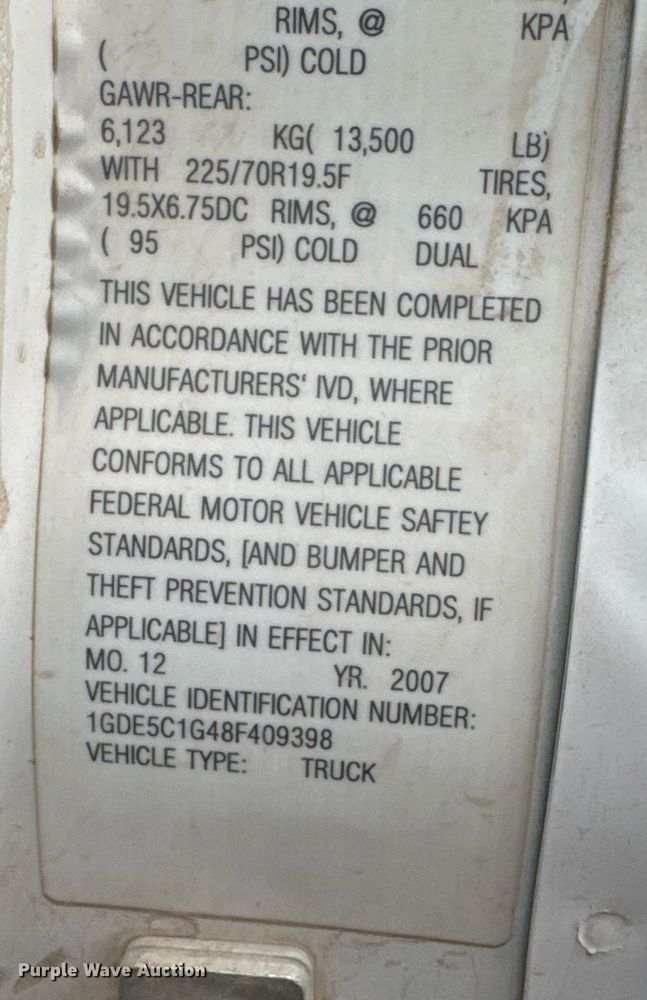 RIMS, @ KPA
( PSI) COLD
GAWR-REAR:
6,123 KG( 13,500 LB)
WITH 225/70R19.5F TIRES,
19.5X6.75DC RIMS, @ 660 KPA
( 95 PSI) COLD DUAL
THIS VEHICLE HAS BEEN COMPLETED
IN ACCORDANCE WITH THE PRIOR
MANUFACTURERS' IVD, WHERE
APPLICABLE. THIS VEHICLE
CONFORMS TO ALL APPLICABLE
FEDERAL MOTOR VEHICLE SAFTEY
STANDARDS, [AND BUMPER AND
THEFT PREVENTION STANDARDS, IF
APPLICABLE] IN EFFECT IN:
MO. 12 YR. 2007
VEHICLE IDENTIFICATION NUMBER:
1GDE5C1G48F409398
VEHICLE TYPE: TRUCK
Purple Wave Auction